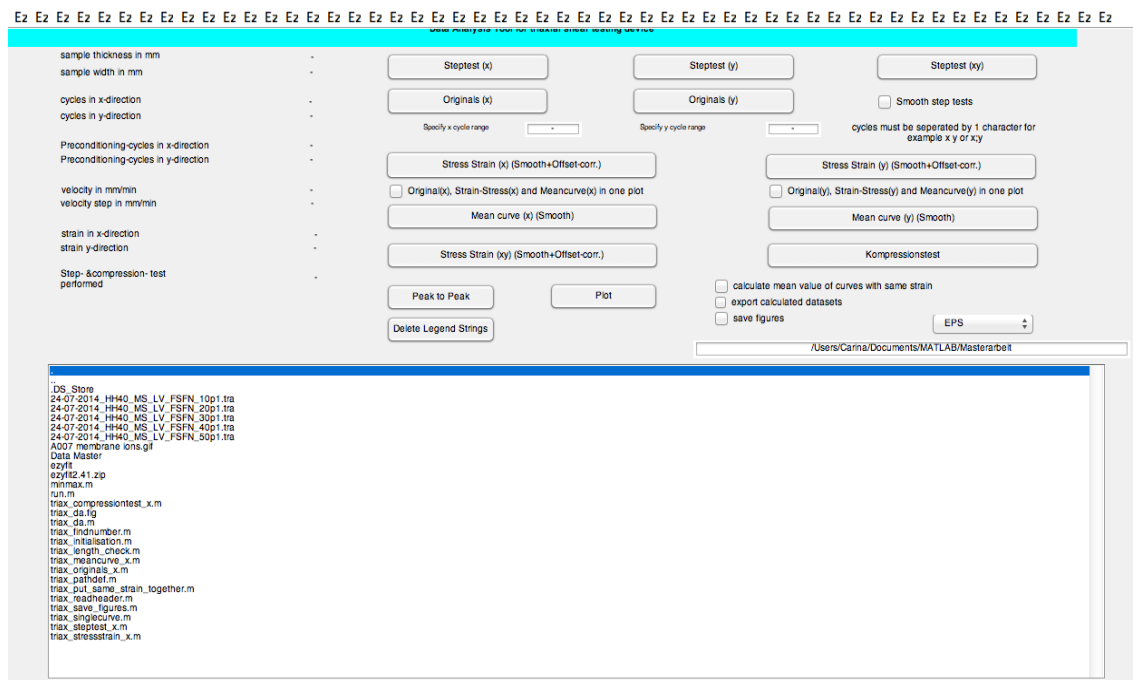 Ez Ez Ez Ez Ez Ez Ez Ez Ez Ez Ez Ez Ez Ez Ez Ez Ez Ez Ez Ez Ez Ez Ez Ez Ez Ez Ez Ez Ez Ez Ez Ez Ez Ez Ez Ez Ez Ez Ez Ez Ez Ez Ez Ez Ez Ez Ez Ez Ez Ez Ez Ez Ez
Data Analysis Tool for triaxial shear testing device
sample thickness in mm -
sample width in mm -
Steptest (x) Steptest (y) Steptest (xy)
cycles in x-direction -
cycles in y-direction -
Originals (x) Originals (y) Smooth step tests
Specify x cycle range - Specify y cycle range - cycles must be seperated by 1 character for
example x y or x;y
Preconditioning-cycles in x-direction -
Preconditioning-cycles in y-direction -
Stress Strain (x) (Smooth+Offset-corr.) Stress Strain (y) (Smooth+Offset-corr.)
velocity in mm/min -
velocity step in mm/min -
Original(x), Strain-Stress(x) and Meancurve(x) in one plot Original(y), Strain-Stress(y) and Meancurve(y) in one plot
Mean curve (x) (Smooth) Mean curve (y) (Smooth)
strain in x-direction -
strain y-direction -
Stress Strain (xy) (Smooth+Offset-corr.) Kompressionstest
Step- &compression- test -
performed
Peak to Peak Plot
calculate mean value of curves with same strain
export calculated datasets
save figures EPS
Delete Legend Strings
/Users/Carina/Documents/MATLAB/Masterarbeit
.
..
.DS_Store
24-07-2014_HH40_MS_LV_FSFN_10p1.tra
24-07-2014_HH40_MS_LV_FSFN_20p1.tra
24-07-2014_HH40_MS_LV_FSFN_30p1.tra
24-07-2014_HH40_MS_LV_FSFN_40p1.tra
24-07-2014_HH40_MS_LV_FSFN_50p1.tra
A007 membrane ions.gif
Data Master
ezyfit
ezyfit2.41.zip
minmax.m
run.m
triax_compressiontest_x.m
triax_da.fig
triax_da.m
triax_findnumber.m
triax_initialisation.m
triax_length_check.m
triax_meancurve_x.m
triax_originals_x.m
triax_pathdef.m
triax_put_same_strain_together.m
triax_readheader.m
triax_save_figures.m
triax_singlecurve.m
triax_steptest_x.m
triax_stressstrain_x.m